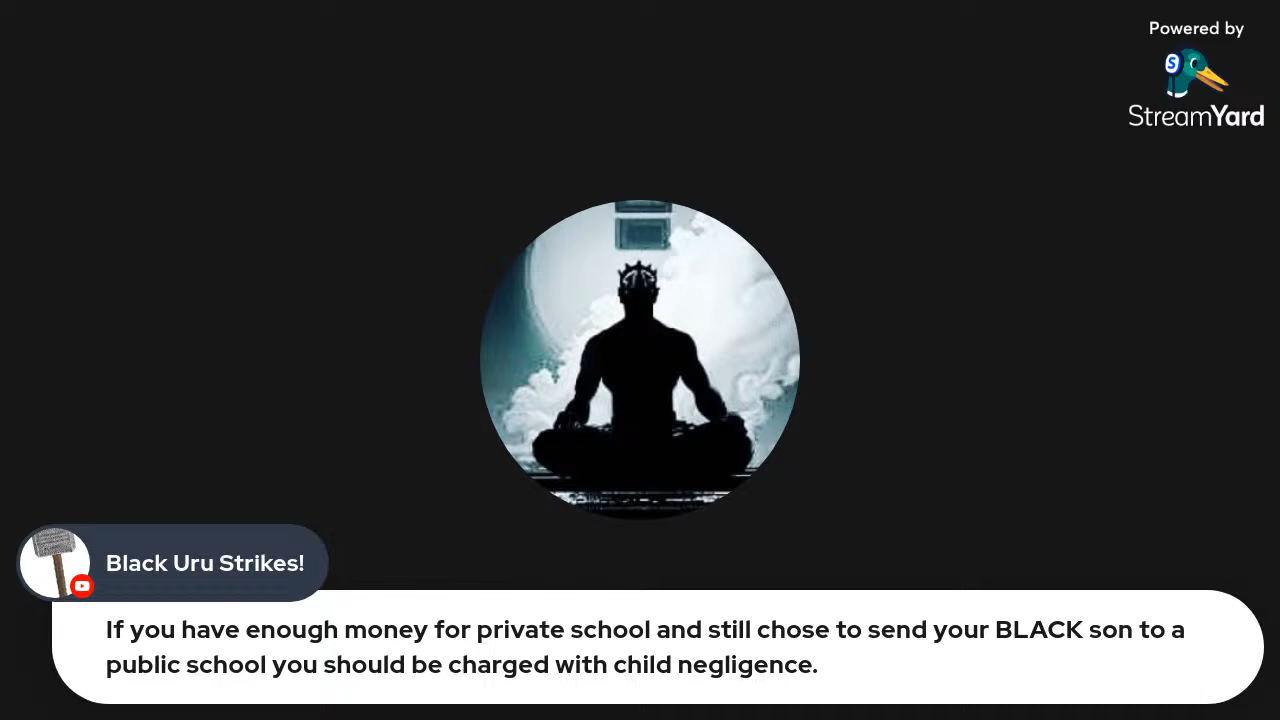 Powered by
StreamYard
Black Uru Strikes!
If you have enough money for private school and still chose to send your BLACK son to a
public school you should be charged with child negligence.